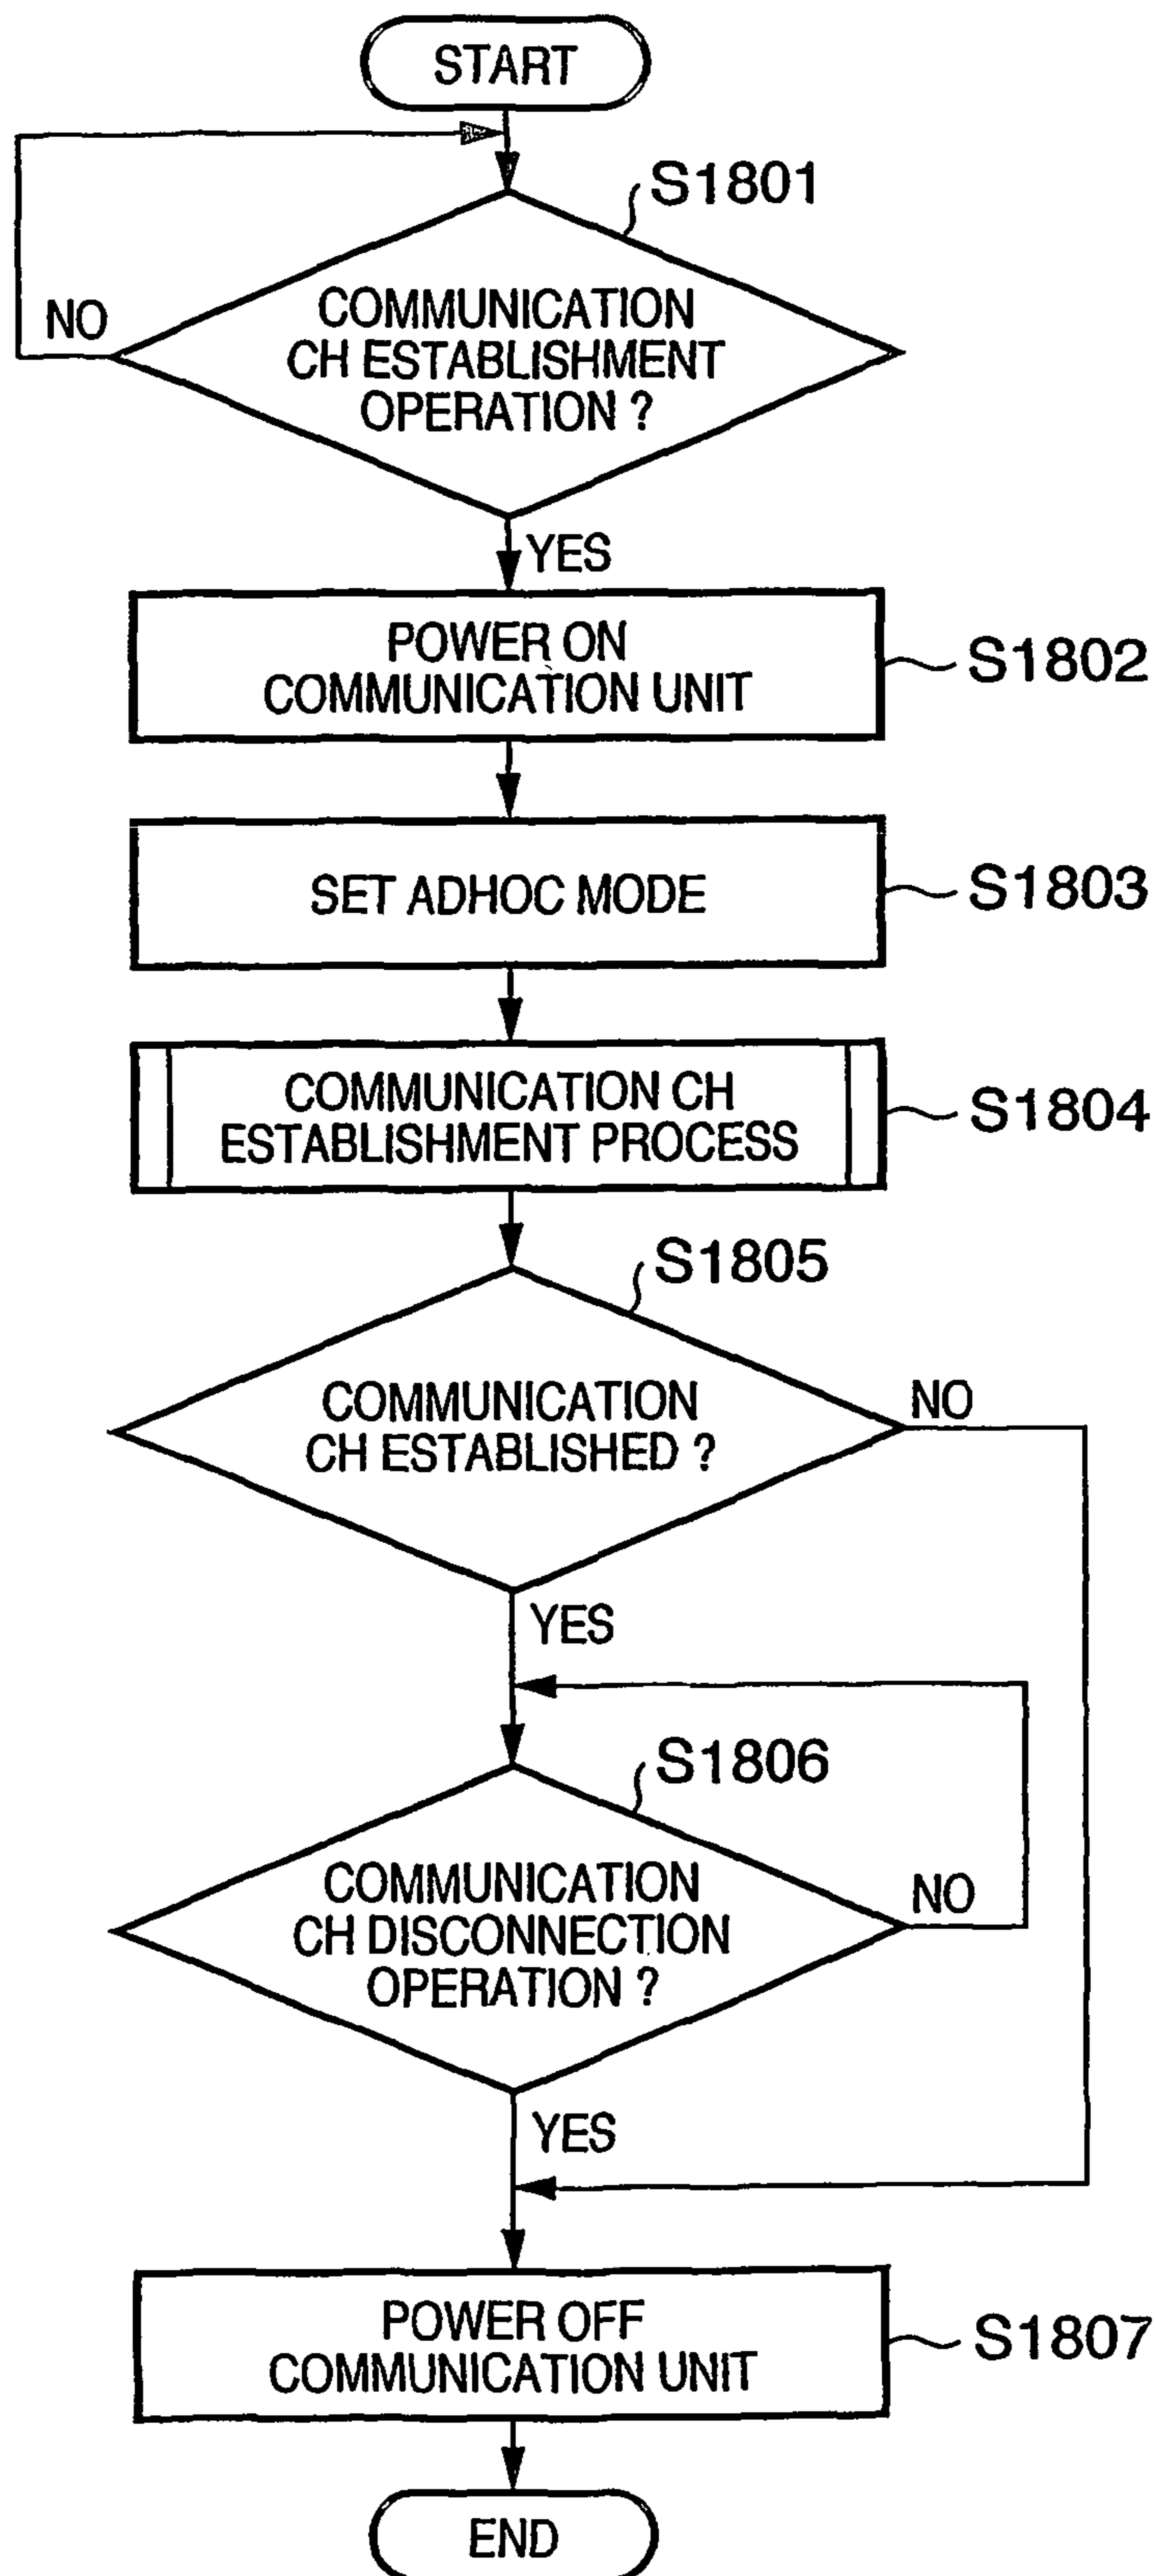 START
S1801
COMMUNICATION
CH ESTABLISHMENT
OPERATION ?
NO
YES
POWER ON
COMMUNICATION UNIT
S1802
SET ADHOC MODE
S1803
COMMUNICATION CH
ESTABLISHMENT PROCESS
S1804
S1805
COMMUNICATION
CH ESTABLISHED ?
NO
YES
S1806
COMMUNICATION
CH DISCONNECTION
OPERATION ?
NO
YES
POWER OFF
COMMUNICATION UNIT
S1807
END